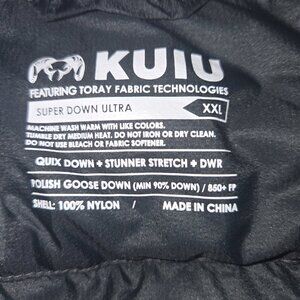 KUIU
FEATURING TORAY FABRIC TECHNOLOGIES
SUPER DOWN ULTRA XXL
MACHINE WASH WARM WITH LIKE COLORS.
TUMBLE DRY MEDIUM HEAT. DO NOT IRON OR DRY CLEAN.
DO NOT USE BLEACH OR FABRIC SOFTENER.
QUIX DOWN + STUNNER STRETCH + DWR
POLISH GOOSE DOWN (MIN 90% DOWN) / 850+ FP
SHELL: 100% NYLON / MADE IN CHINA